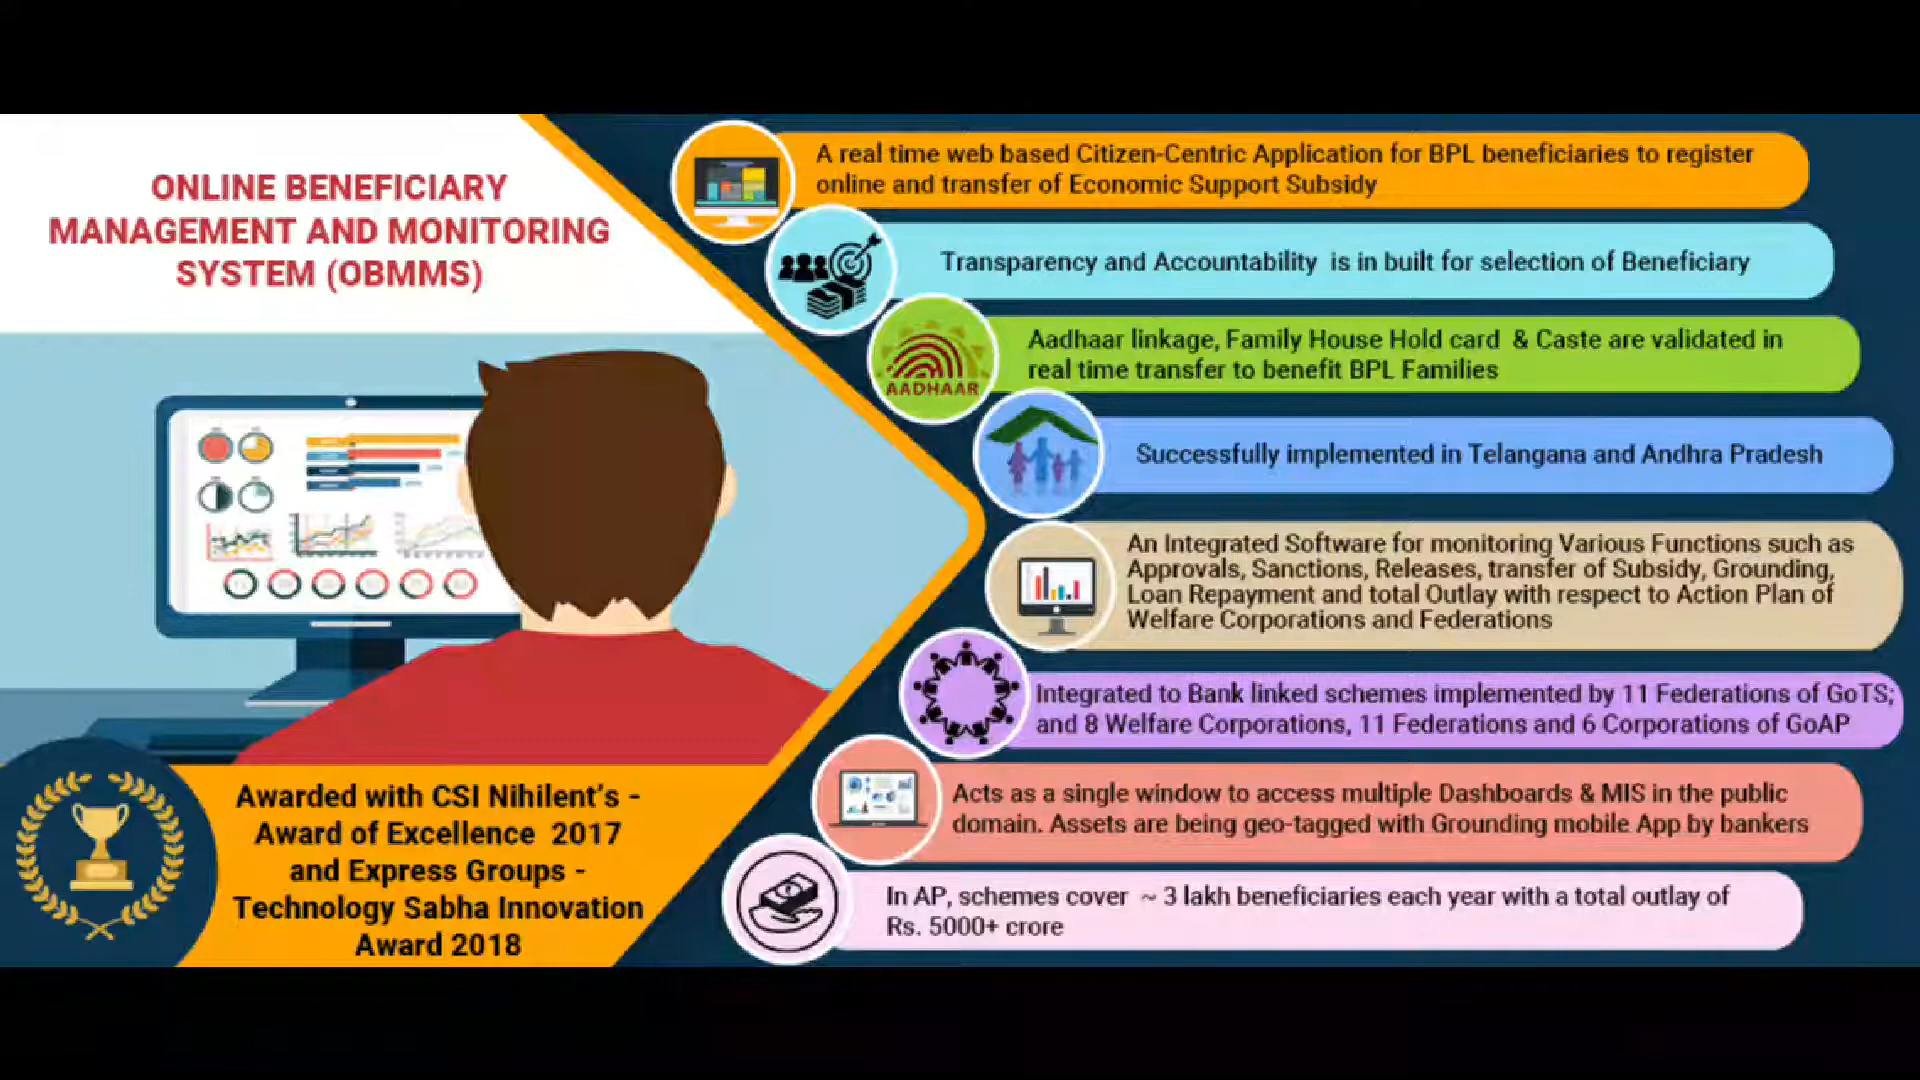 ONLINE BENEFICIARY
MANAGEMENT AND MONITORING
SYSTEM (OBMMS)
A real time web based Citizen-Centric Application for BPL beneficiaries to register
online and transfer of Economic Support Subsidy
Transparency and Accountability is in built for selection of Beneficiary
AADHAAR
Aadhaar linkage, Family House Hold card & Caste are validated in
real time transfer to benefit BPL Families
Successfully implemented in Telangana and Andhra Pradesh
An Integrated Software for monitoring Various Functions such as
Approvals, Sanctions, Releases, transfer of Subsidy, Grounding,
Loan Repayment and total Outlay with respect to Action Plan of
Welfare Corporations and Federations
Integrated to Bank linked schemes implemented by 11 Federations of GoTS;
and 8 Welfare Corporations, 11 Federations and 6 Corporations of GoAP
Acts as a single window to access multiple Dashboards & MIS in the public
domain. Assets are being geo-tagged with Grounding mobile App by bankers
In AP, schemes cover ~ 3 lakh beneficiaries each year with a total outlay of
Rs. 5000+ crore
Awarded with CSI Nihilent's -
Award of Excellence 2017
and Express Groups -
Technology Sabha Innovation
Award 2018